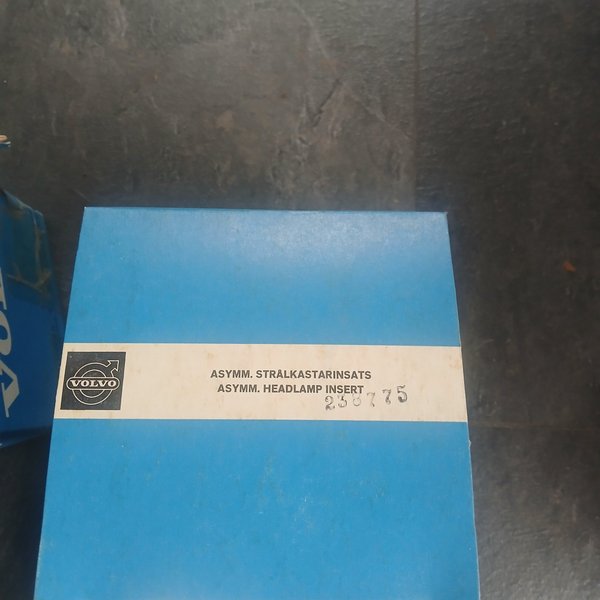 ASYMM. STRÅLKASTARINSATS
ASYMM. HEADLAMP INSERT
VOLVO